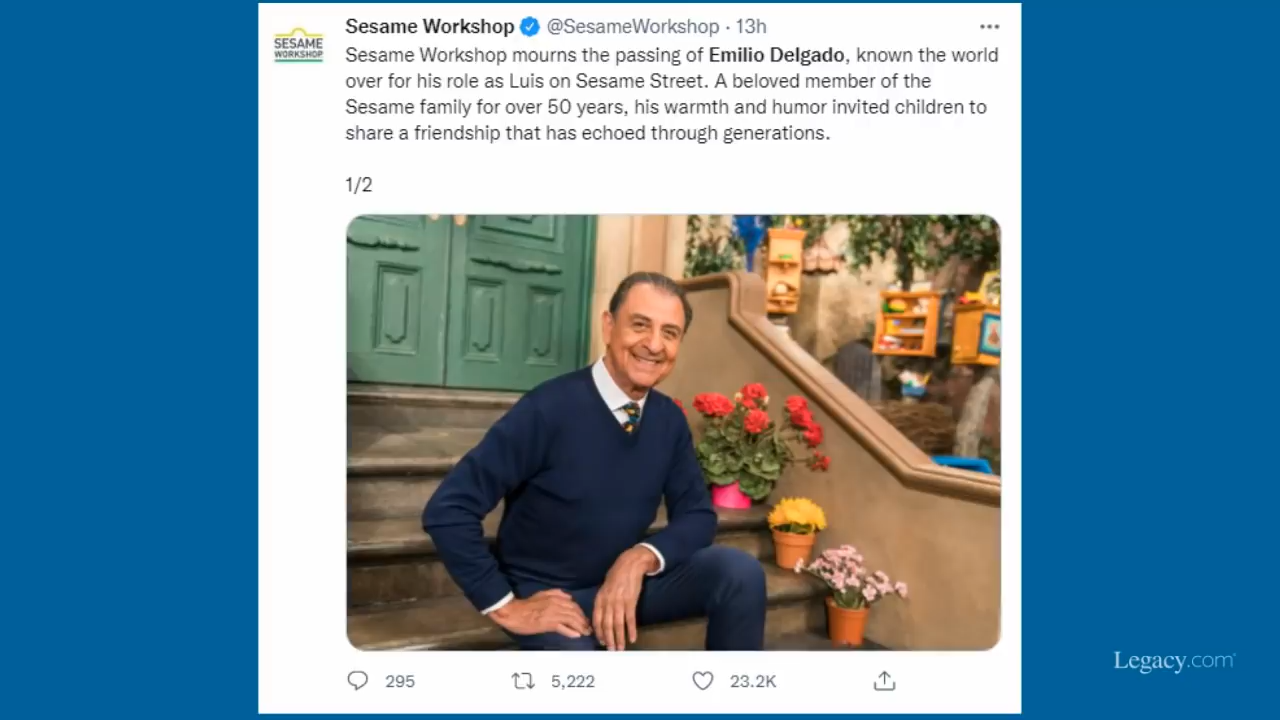 Sesame Workshop @SesameWorkshop · 13h
SESAME
WORKSHOP
Sesame Workshop mourns the passing of Emilio Delgado, known the world
over for his role as Luis on Sesame Street. A beloved member of the
Sesame family for over 50 years, his warmth and humor invited children to
share a friendship that has echoed through generations.
1/2
295 5,222 23.2K
Legacy.com